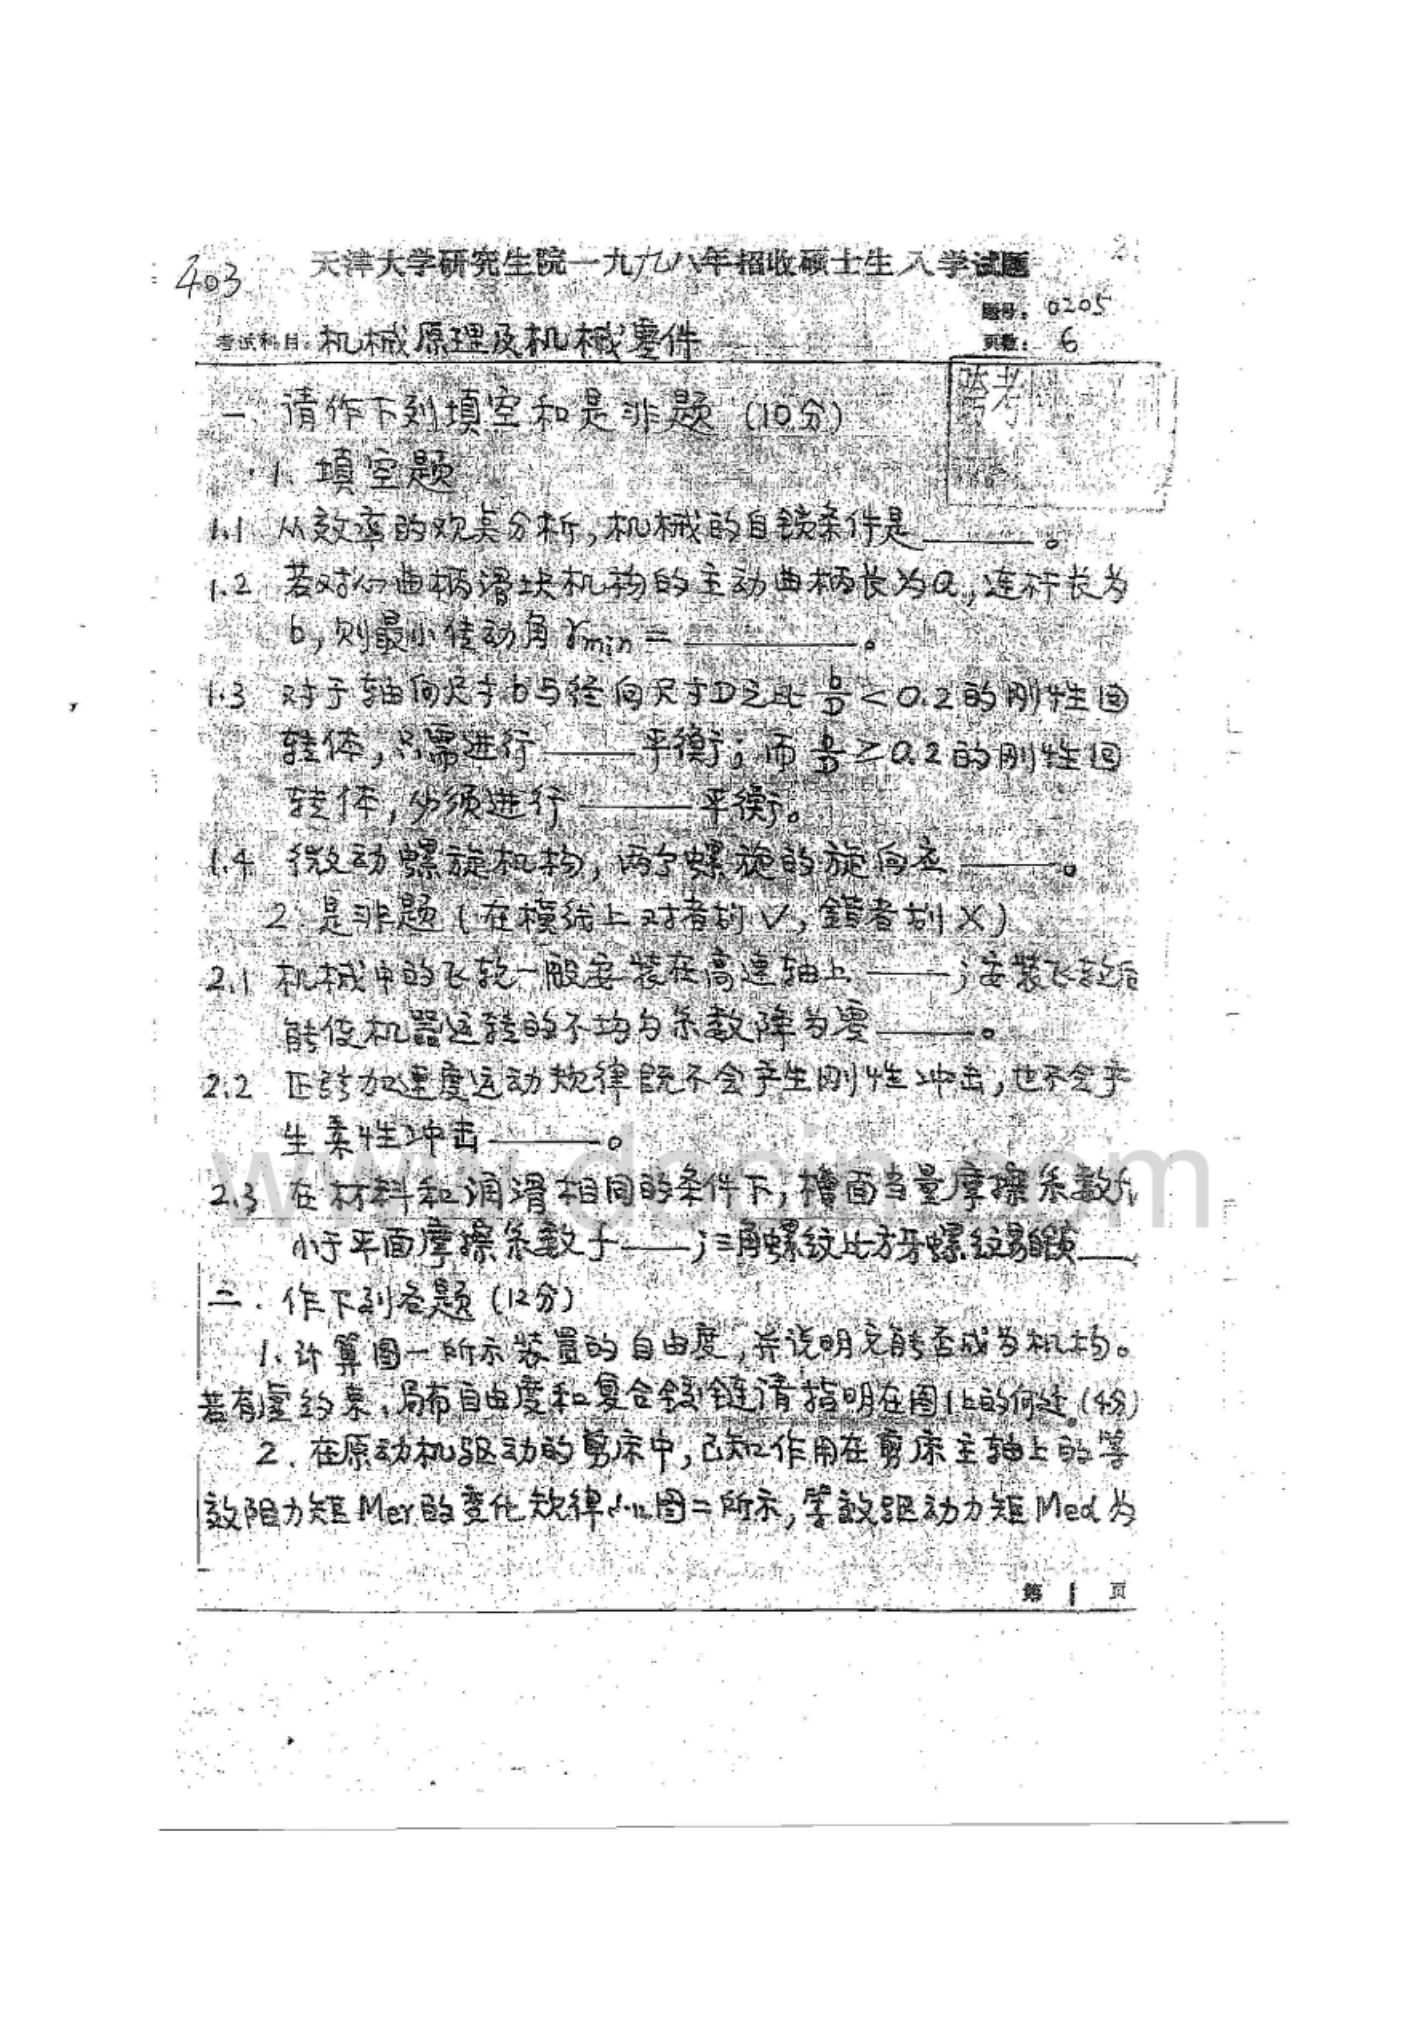 403
天津大学研究生院一九九八年招收硕士生入学试题
题号：0205
考试科目：机械原理及机械零件
页数：6
一、请作下列填空和是非题（10分）
1. 填空题
1.1 从效率的观点分析，机械的自锁条件是____。
1.2 若对心曲柄滑块机构的主动曲柄长为a，连杆长为
b，则最小传动角γmin=____。
1.3 对于轴向尺寸b与径向尺寸D之比 b/D＜0.2的刚性回
转体，只需进行____平衡；而 b/D≥0.2的刚性回
转体，必须进行____平衡。
1.4 微动螺旋机构，两个螺旋的旋向应____。
2. 是非题（在横线上对者划√，错者划×）
2.1 机械中的飞轮一般安装在高速轴上____；安装飞轮后
能使机器运转的不均匀系数降为零____。
2.2 正弦加速度运动规律既不会产生刚性冲击，也不会产
生柔性冲击____。
2.3 在材料和润滑相同的条件下，槽面当量摩擦系数fv
小于平面摩擦系数f____；三角螺纹比方牙螺纹易自锁____
二. 作下列各题（12分）
1. 计算图一所示装置的自由度，并说明它能否成为机构。
若有虚约束、局部自由度和复合铰链请指明在图上的何处。（4分）
2. 在原动机驱动的剪床中，已知作用在剪床主轴上的等
效阻力矩Mer的变化规律如图二所示，等效驱动力矩Med为
第 1 页
www.docin.com